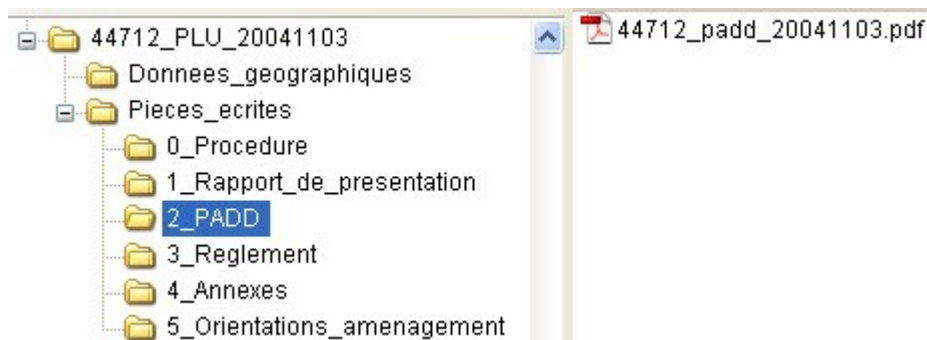 44712_PLU_20041103
Donnees_geographiques
Pieces_ecrites
0_Procedure
1_Rapport_de_presentation
2_PADD
3_Reglement
4_Annexes
5_Orientations_amenagement
44712_padd_20041103.pdf